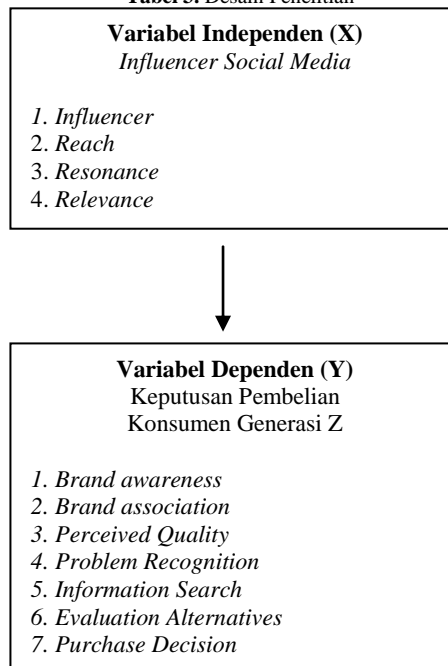 Tabel 3. Desain Penelitian
Variabel Independen (X)
Influencer Social Media
1. Influencer
2. Reach
3. Resonance
4. Relevance
Variabel Dependen (Y)
Keputusan Pembelian
Konsumen Generasi Z
1. Brand awareness
2. Brand association
3. Perceived Quality
4. Problem Recognition
5. Information Search
6. Evaluation Alternatives
7. Purchase Decision